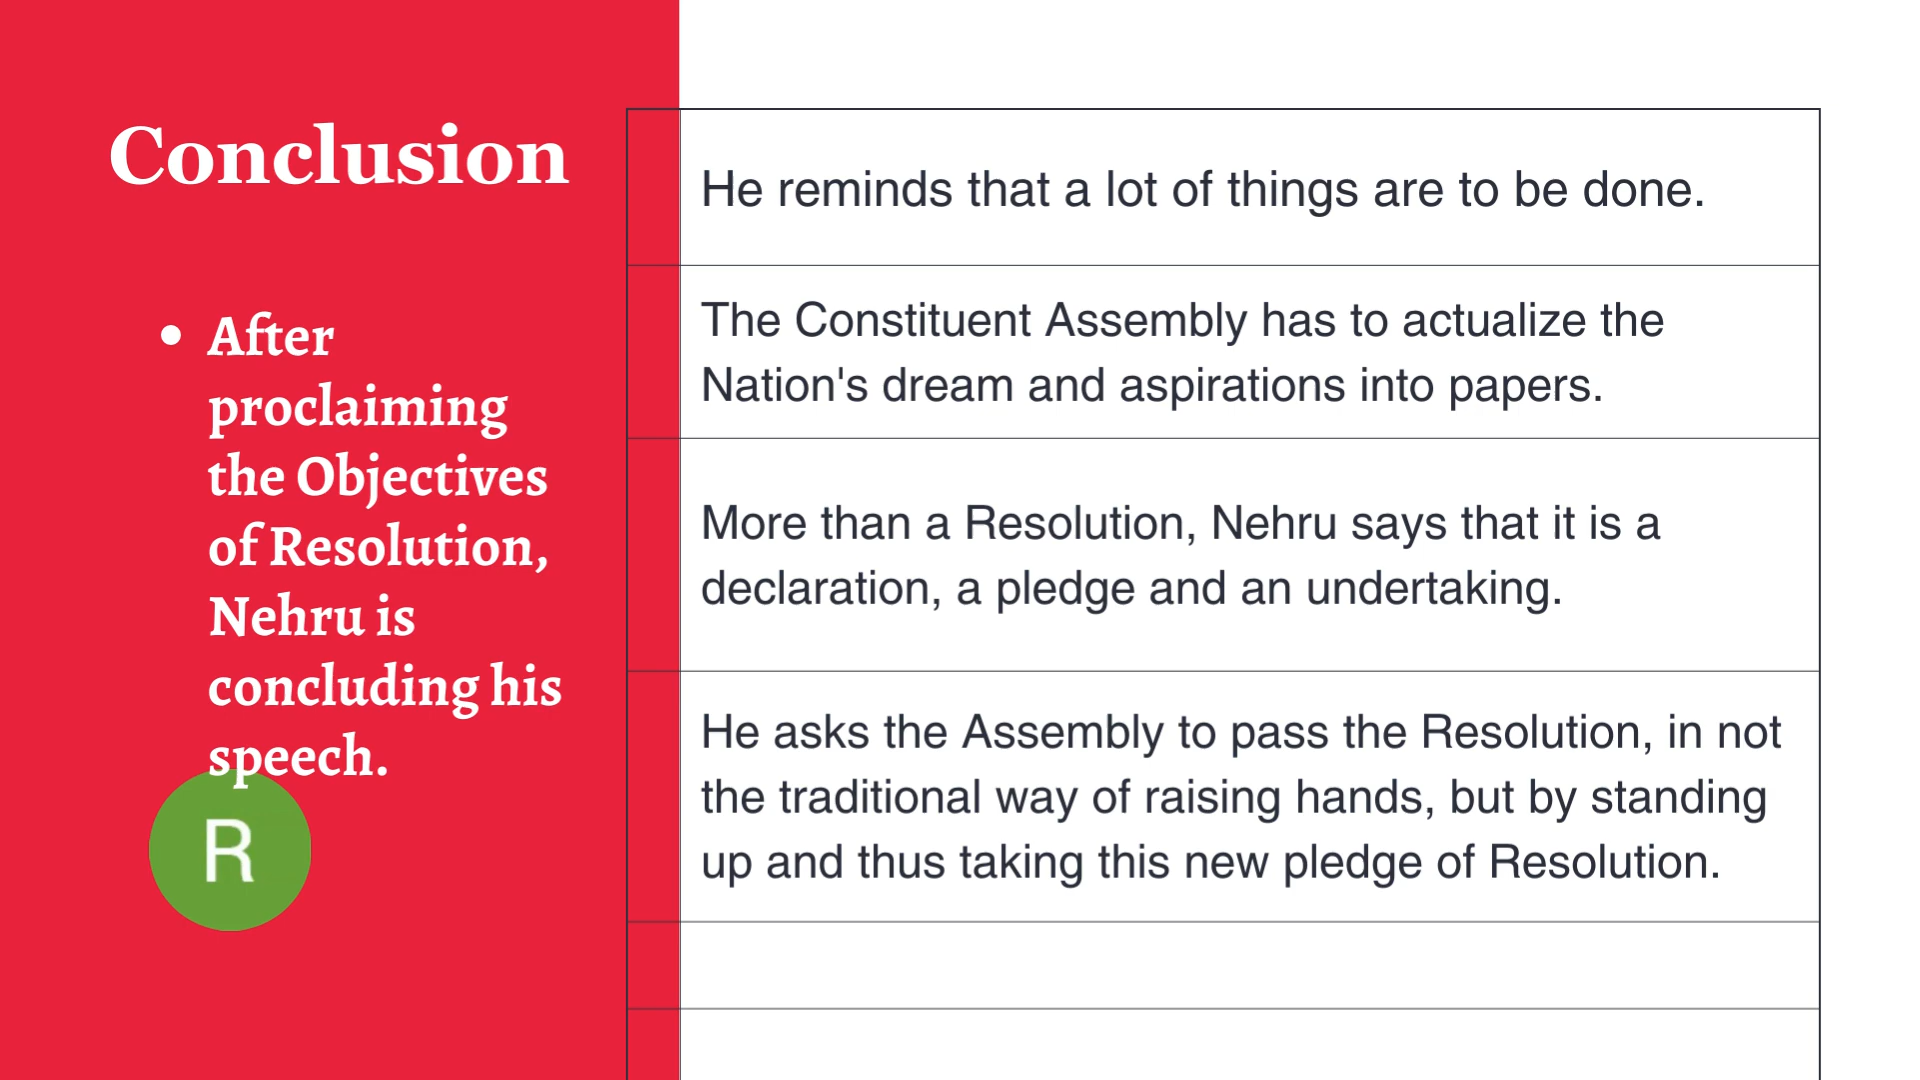 Conclusion
• After
proclaiming
the Objectives
of Resolution,
Nehru is
concluding his
speech.
R
He reminds that a lot of things are to be done.
The Constituent Assembly has to actualize the
Nation's dream and aspirations into papers.
More than a Resolution, Nehru says that it is a
declaration, a pledge and an undertaking.
He asks the Assembly to pass the Resolution, in not
the traditional way of raising hands, but by standing
up and thus taking this new pledge of Resolution.